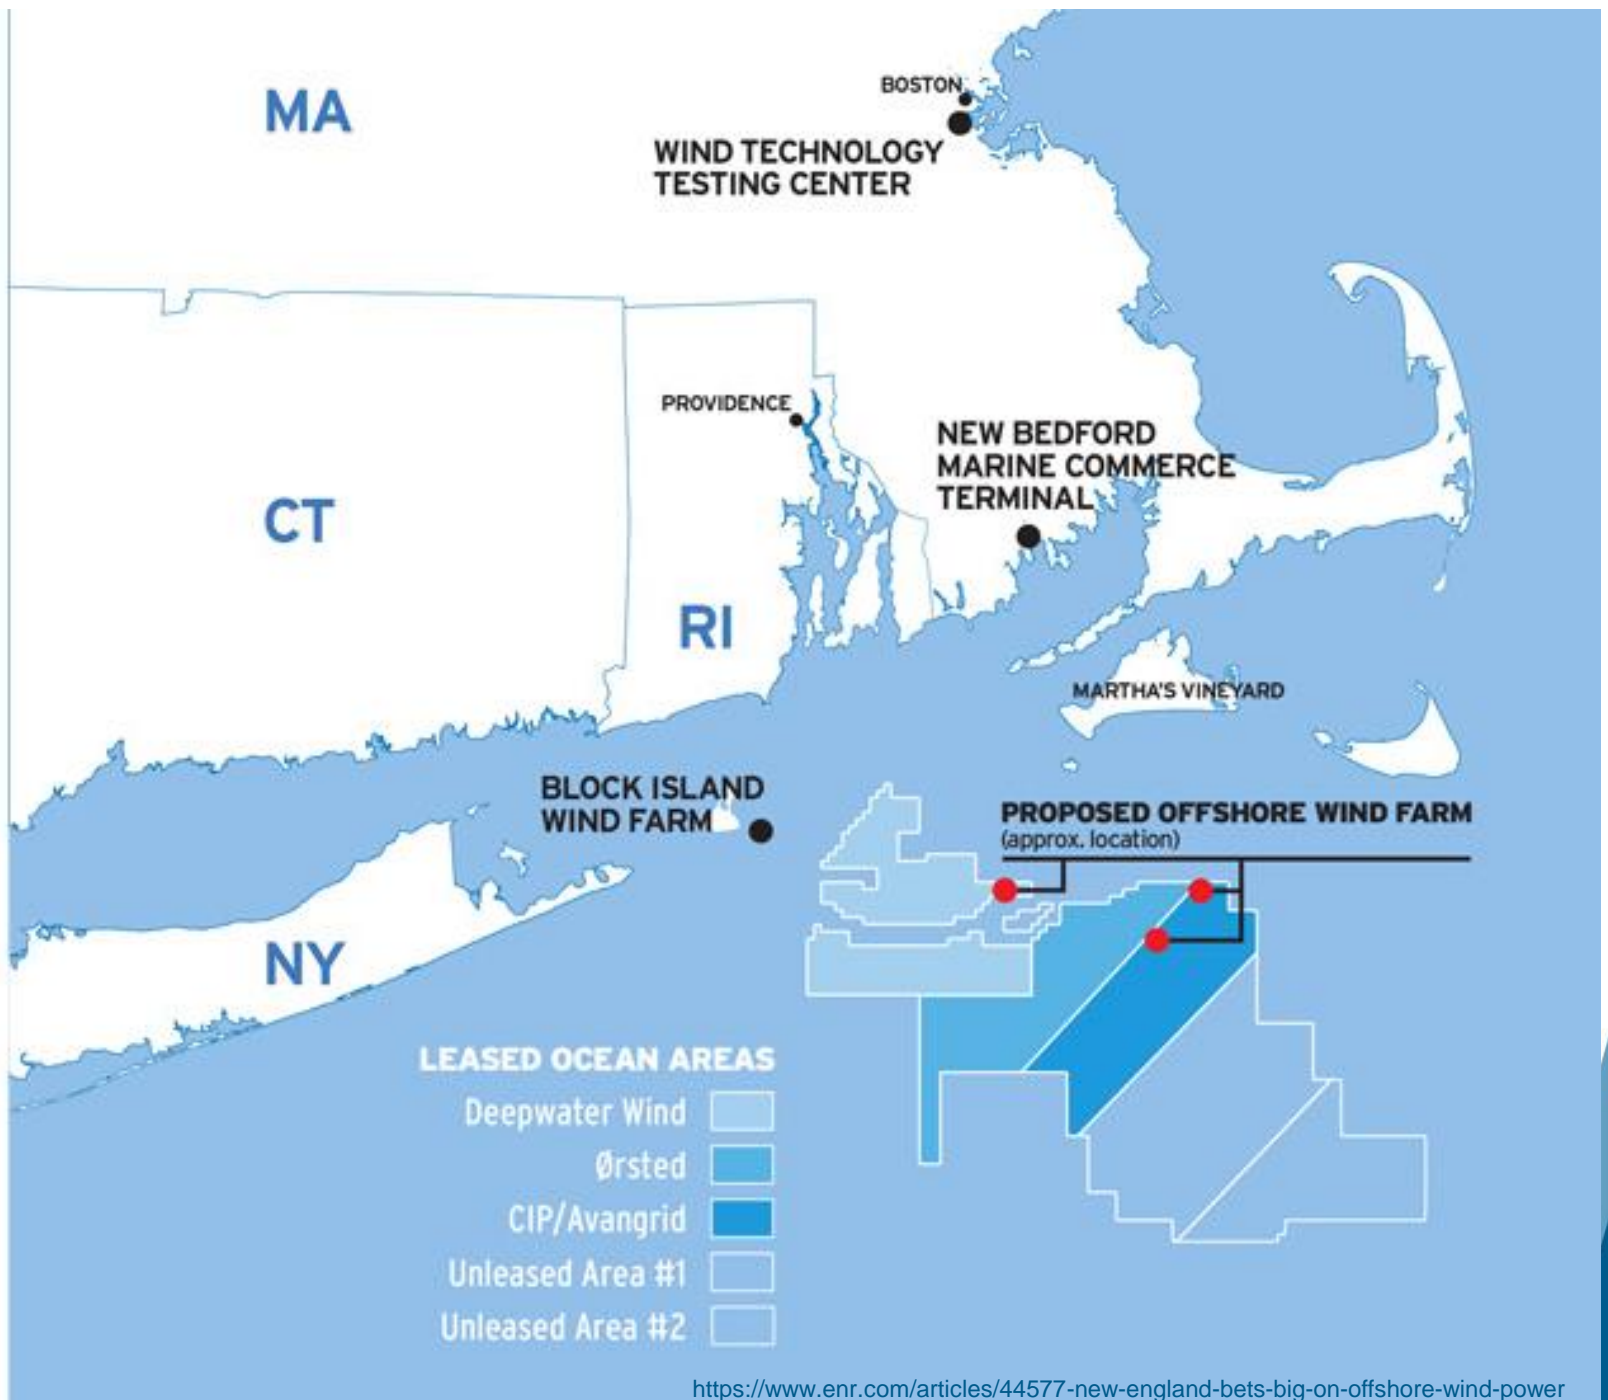 MA
BOSTON
WIND TECHNOLOGY
TESTING CENTER
PROVIDENCE
NEW BEDFORD
MARINE COMMERCE
TERMINAL
CT
RI
MARTHA'S VINEYARD
BLOCK ISLAND
WIND FARM
PROPOSED OFFSHORE WIND FARM
(approx. location)
NY
LEASED OCEAN AREAS
Deepwater Wind
Ørsted
CIP/Avangrid
Unleased Area #1
Unleased Area #2
https://www.enr.com/articles/44577-new-england-bets-big-on-offshore-wind-power